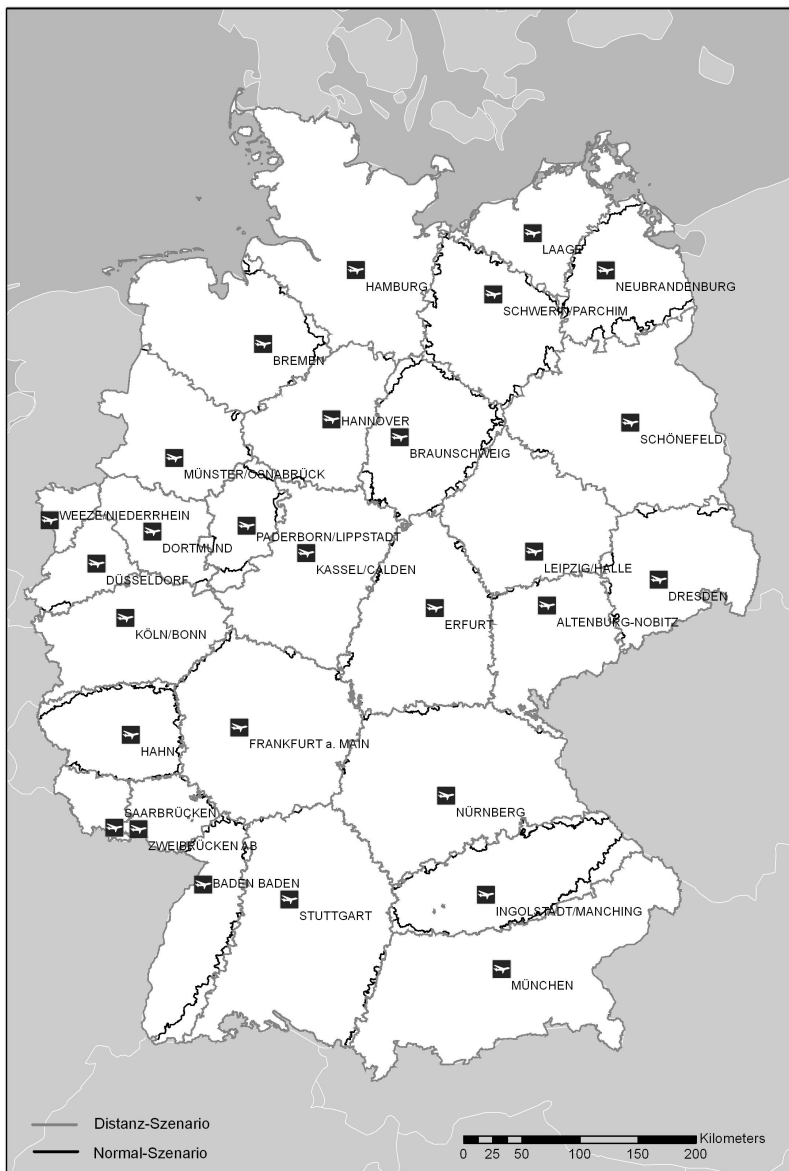 LAAGE
HAMBURG
NEUBRANDENBURG
SCHWERIN/PARCHIM
BREMEN
HANNOVER
SCHÖNEFELD
BRAUNSCHWEIG
MÜNSTER/OSNABRÜCK
WEEZE/NIEDERRHEIN
PADERBORN/LIPPSTADT
DORTMUND
KASSEL/CALDEN
LEIPZIG/HALLE
DÜSSELDORF
DRESDEN
ERFURT
ALTENBURG-NOBITZ
KÖLN/BONN
HAHN
FRANKFURT a. MAIN
NÜRNBERG
SAARBRÜCKEN
ZWEIBRÜCKEN AB
BADEN BADEN
STUTTGART
INGOLSTADT/MANCHING
MÜNCHEN
Distanz-Szenario
Normal-Szenario
Kilometers
0 25 50 100 150 200